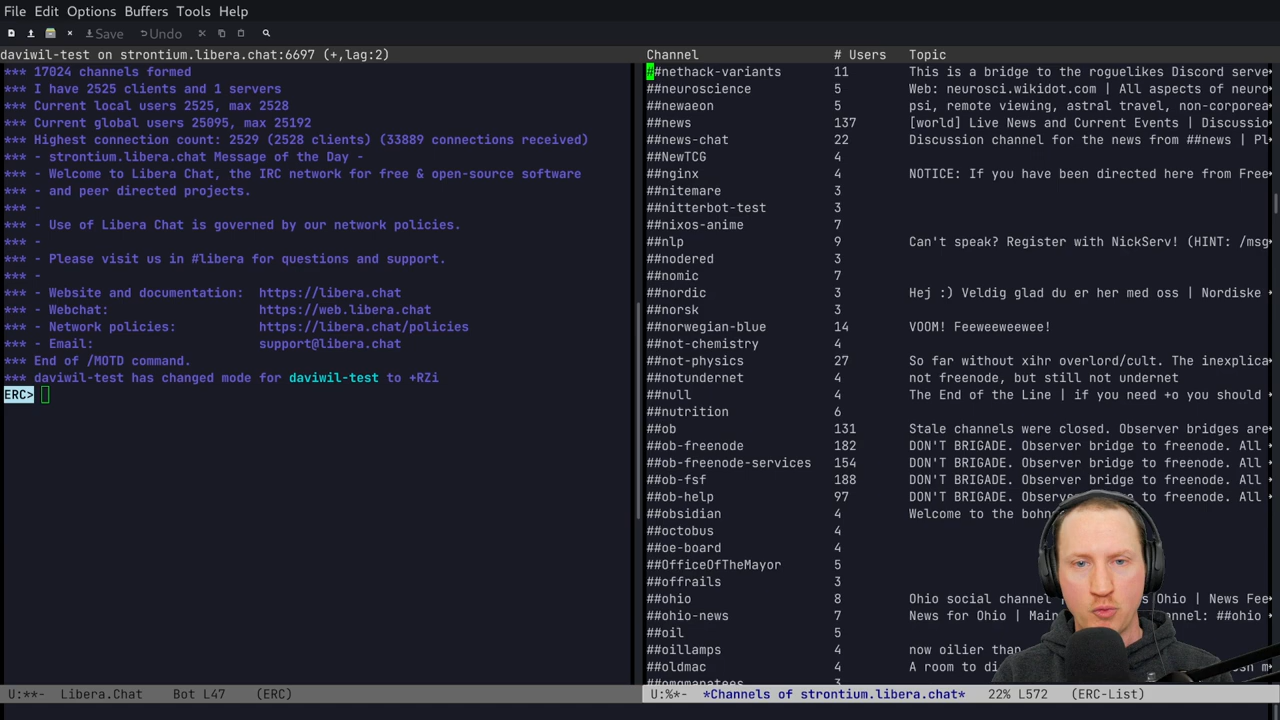 File Edit Options Buffers Tools Help
Save Undo
daviwil-test on strontium.libera.chat:6697 (+,lag:2)
*** 17024 channels formed
*** I have 2525 clients and 1 servers
*** Current local users 2525, max 2528
*** Current global users 25095, max 25192
*** Highest connection count: 2529 (2528 clients) (33889 connections received)
*** - strontium.libera.chat Message of the Day -
*** - Welcome to Libera Chat, the IRC network for free & open-source software
*** - and peer directed projects.
*** -
*** - Use of Libera Chat is governed by our network policies.
*** -
*** - Please visit us in #libera for questions and support.
*** -
*** - Website and documentation: https://libera.chat
*** - Webchat: https://web.libera.chat
*** - Network policies: https://libera.chat/policies
*** - Email: support@libera.chat
*** End of /MOTD command.
*** daviwil-test has changed mode for daviwil-test to +RZi
ERC>
U:**- Libera.Chat Bot L47 (ERC)
Channel # Users Topic
##nethack-variants 11 This is a bridge to the roguelikes Discord serve
##neuroscience 5 Web: neurosci.wikidot.com | All aspects of neuro
##newaeon 5 psi, remote viewing, astral travel, non-corporea
##news 137 [world] Live News and Current Events | Discussio
##news-chat 22 Discussion channel for the news from ##news | Pl
##NewTCG 4
##nginx 4 NOTICE: If you have been directed here from Free
##nitemare 3
##nitterbot-test 3
##nixos-anime 7
##nlp 9 Can't speak? Register with NickServ! (HINT: /msg
##nodered 3
##nomic 7
##nordic 3 Hej :) Veldig glad du er her med oss | Nordiske
##norsk 3
##norwegian-blue 14 VOOM! Feeweeweewee!
##not-chemistry 4
##not-physics 27 So far without xihr overlord/cult. The inexplica
##notundernet 4 not freenode, but still not undernet
##null 4 The End of the Line | if you need +o you should
##nutrition 6
##ob 131 Stale channels were closed. Observer bridges are
##ob-freenode 182 DON'T BRIGADE. Observer bridge to freenode. All
##ob-freenode-services 154 DON'T BRIGADE. Observer bridge to freenode. All
##ob-fsf 188 DON'T BRIGADE. Observer bridge to freenode. All
##ob-help 97 DON'T BRIGADE. Observe e to freenode. All
##obsidian 4 Welcome to the bohn
##octobus 4
##oe-board 4
##OfficeOfTheMayor 5
##offrails 3
##ohio 8 Ohio social channel s Ohio | News Fee
##ohio-news 7 News for Ohio | Mai nnel: ##ohio
##oil 5
##oillamps 4 now oilier than
##oldmac 4 A room to di
##omgmanatees 3
U:%*- *Channels of strontium.libera.chat* 22% L572 (ERC-List)